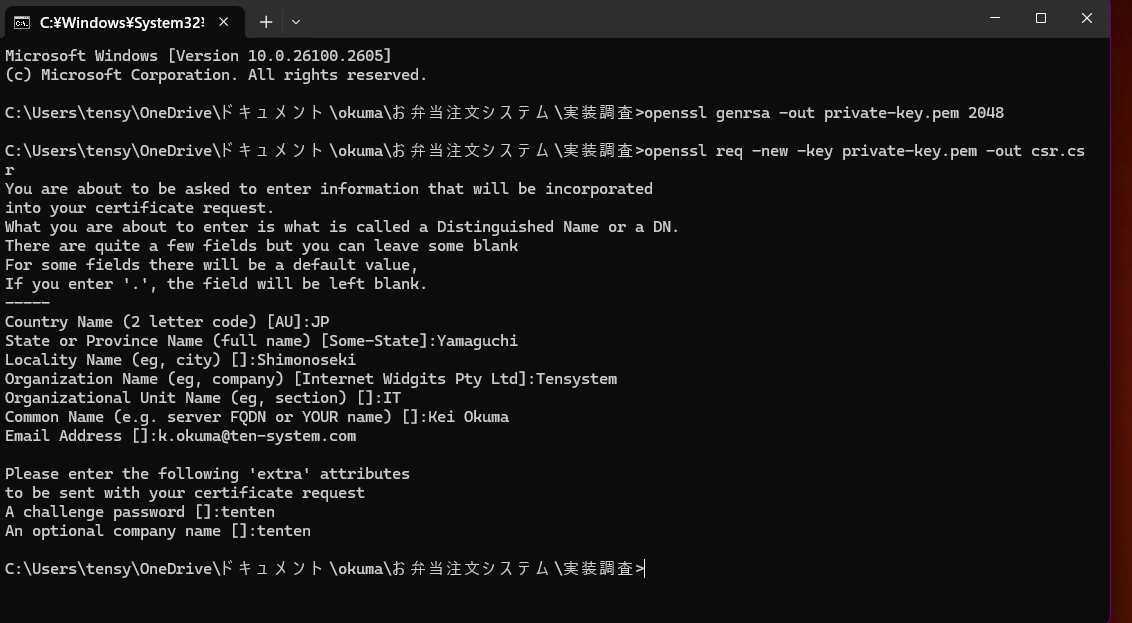 C:¥Windows¥System32¥
Microsoft Windows [Version 10.0.26100.2605]
(c) Microsoft Corporation. All rights reserved.
C:\Users\tensy\OneDrive\ドキュメント\okuma\お弁当注文システム\実装調査>openssl genrsa -out private-key.pem 2048
C:\Users\tensy\OneDrive\ドキュメント\okuma\お弁当注文システム\実装調査>openssl req -new -key private-key.pem -out csr.cs
r
You are about to be asked to enter information that will be incorporated
into your certificate request.
What you are about to enter is what is called a Distinguished Name or a DN.
There are quite a few fields but you can leave some blank
For some fields there will be a default value,
If you enter '.', the field will be left blank.
-----
Country Name (2 letter code) [AU]:JP
State or Province Name (full name) [Some-State]:Yamaguchi
Locality Name (eg, city) []:Shimonoseki
Organization Name (eg, company) [Internet Widgits Pty Ltd]:Tensystem
Organizational Unit Name (eg, section) []:IT
Common Name (e.g. server FQDN or YOUR name) []:Kei Okuma
Email Address []:k.okuma@ten-system.com
Please enter the following 'extra' attributes
to be sent with your certificate request
A challenge password []:tenten
An optional company name []:tenten
C:\Users\tensy\OneDrive\ドキュメント\okuma\お弁当注文システム\実装調査>